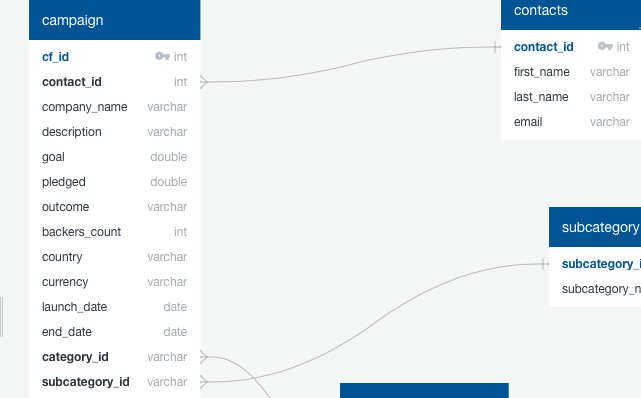 campaign
cf_id int
contact_id int
company_name varchar
description varchar
goal double
pledged double
outcome varchar
backers_count int
country varchar
currency varchar
launch_date date
end_date date
category_id varchar
subcategory_id varchar
contacts
contact_id int
first_name varchar
last_name varchar
email varchar
subcategory
subcategory_i
subcategory_n